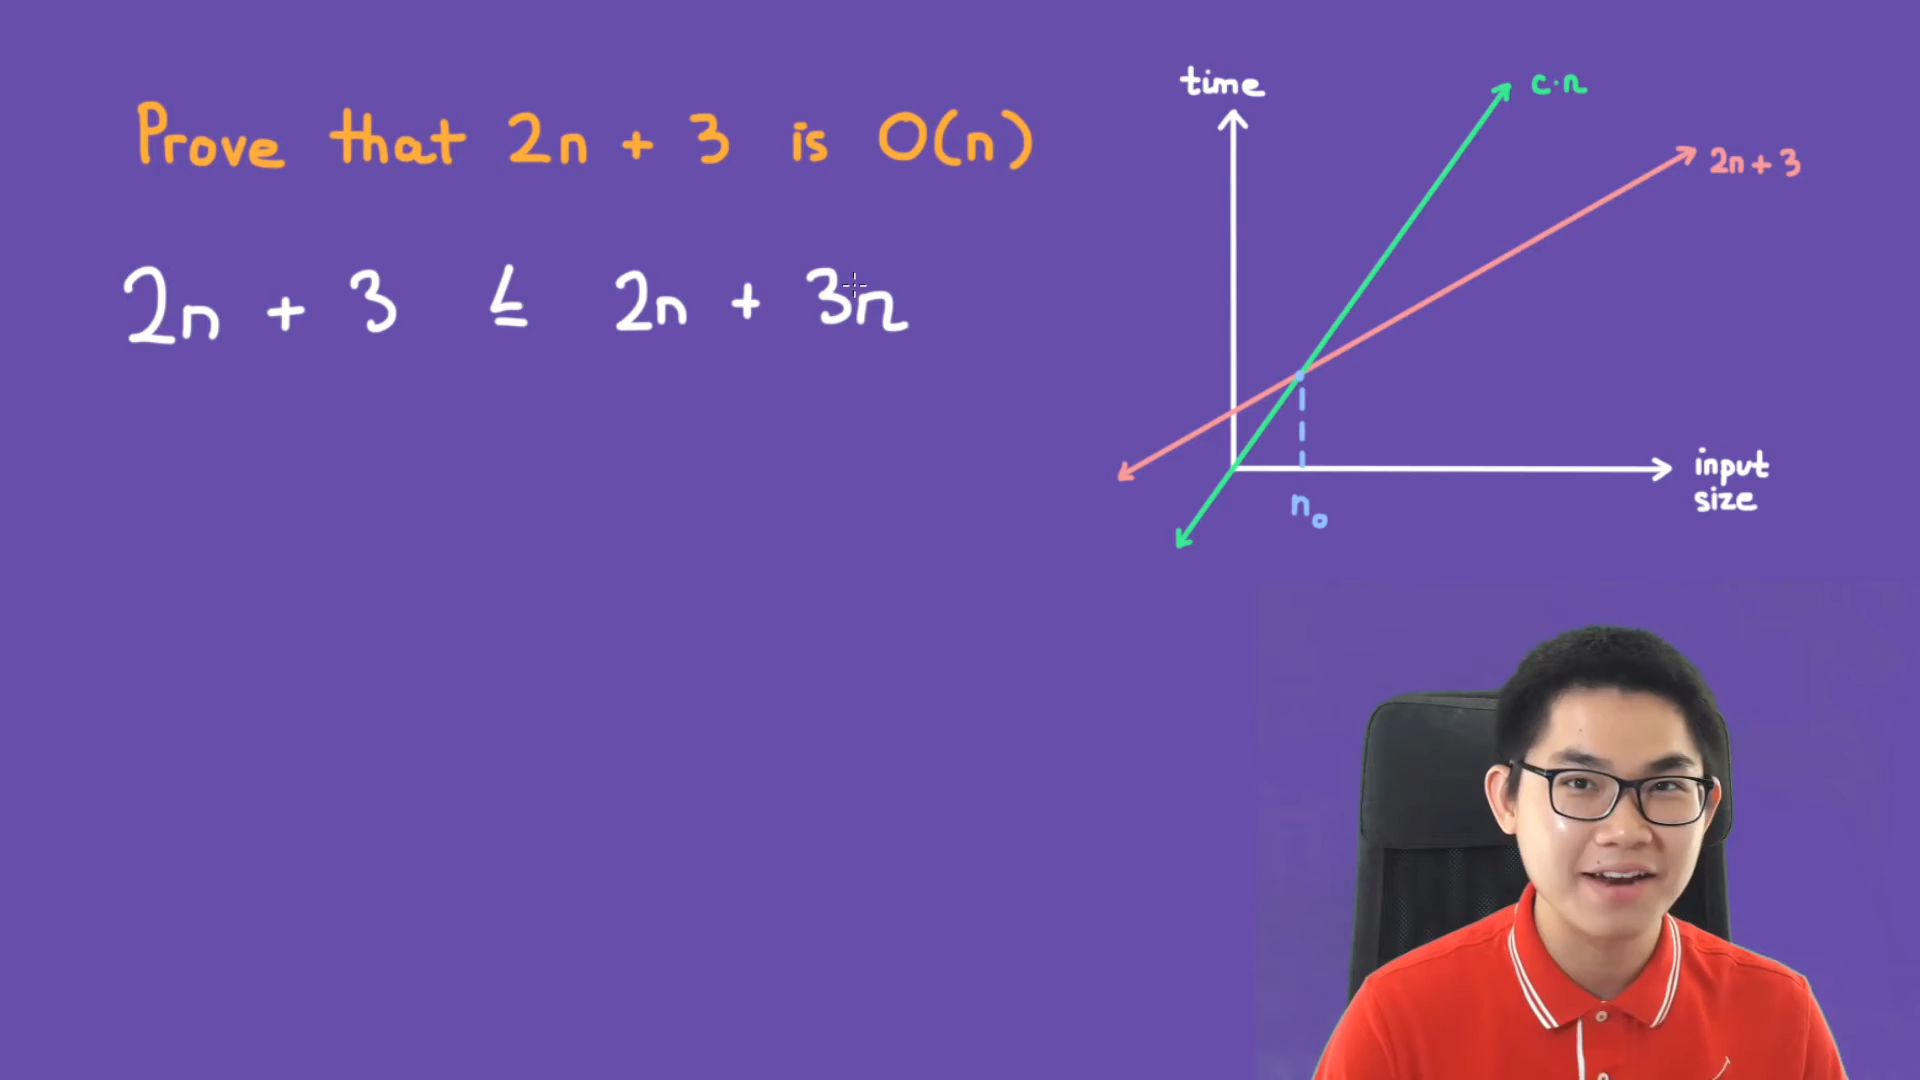 Prove that 2n + 3 is O(n)
2n + 3 ≤ 2n + 3n
time
c·n
2n + 3
input
size
n₀